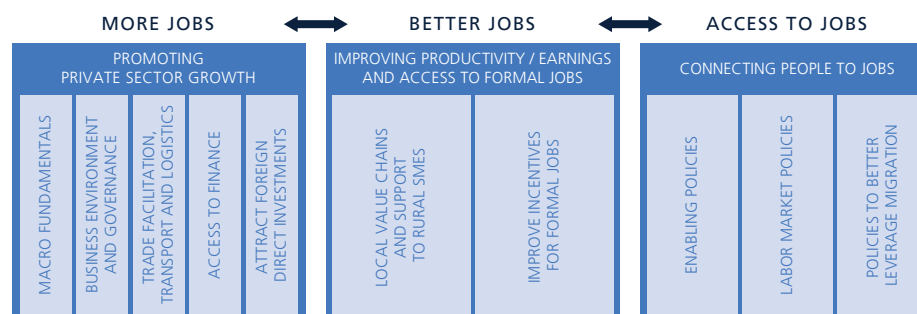 MORE JOBS
BETTER JOBS
ACCESS TO JOBS
PROMOTING
PRIVATE SECTOR GROWTH
IMPROVING PRODUCTIVITY / EARNINGS
AND ACCESS TO FORMAL JOBS
CONNECTING PEOPLE TO JOBS
MACRO FUNDAMENTALS
BUSINESS ENVIRONMENT
AND GOVERNANCE
TRADE FACILITATION,
TRANSPORT AND LOGISTICS
ACCESS TO FINANCE
ATTRACT FOREIGN
DIRECT INVESTMENTS
LOCAL VALUE CHAINS
AND SUPPORT
TO RURAL SMES
IMPROVE INCENTIVES
FOR FORMAL JOBS
ENABLING POLICIES
LABOR MARKET POLICIES
POLICIES TO BETTER
LEVERAGE MIGRATION